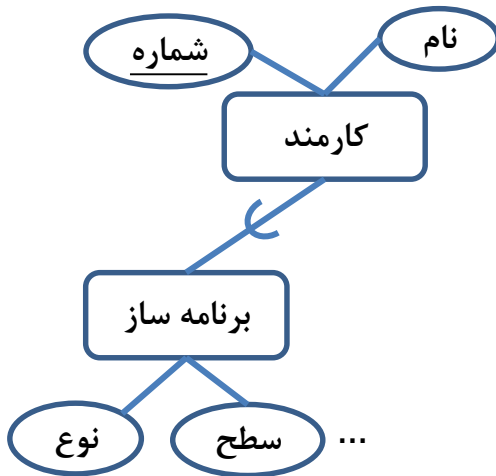 نام
شماره
کارمند
برنامه ساز
نوع
سطح
...